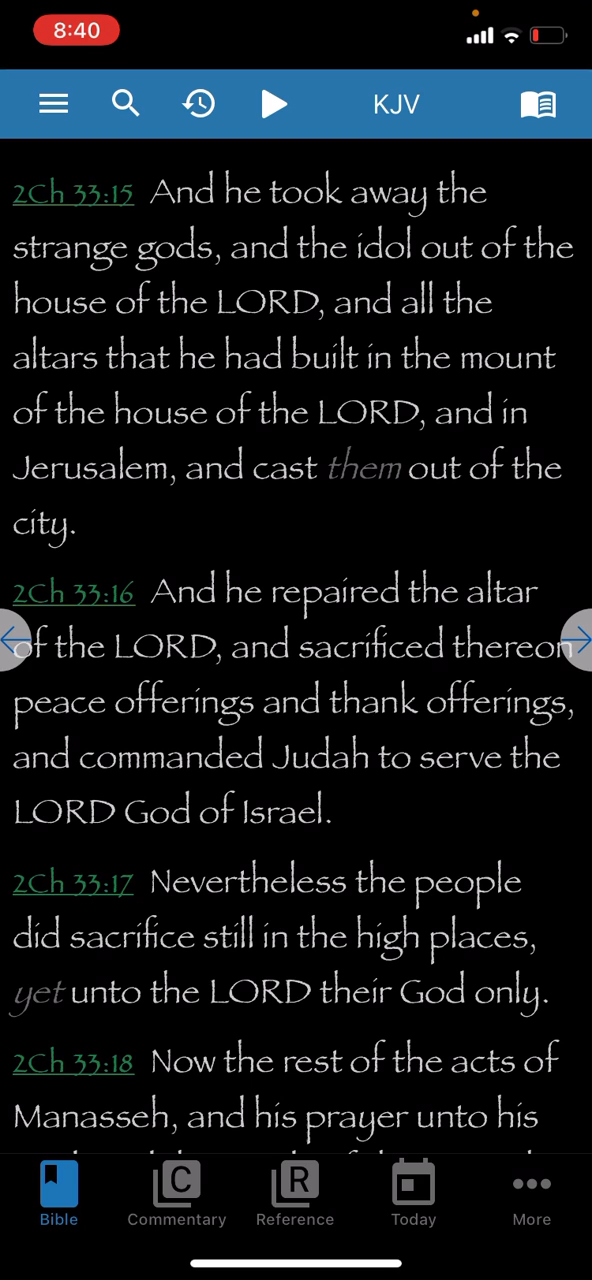 8:40
KJV
2Ch 33:15 And he took away the
strange gods, and the idol out of the
house of the LORD, and all the
altars that he had built in the mount
of the house of the LORD, and in
Jerusalem, and cast them out of the
city.
2Ch 33:16 And he repaired the altar
of the LORD, and sacrificed thereon
peace offerings and thank offerings,
and commanded Judah to serve the
LORD God of Israel.
2Ch 33:17 Nevertheless the people
did sacrifice still in the high places,
yet unto the LORD their God only.
2Ch 33:18 Now the rest of the acts of
Manasseh, and his prayer unto his
C
R
Bible
Commentary
Reference
Today
More